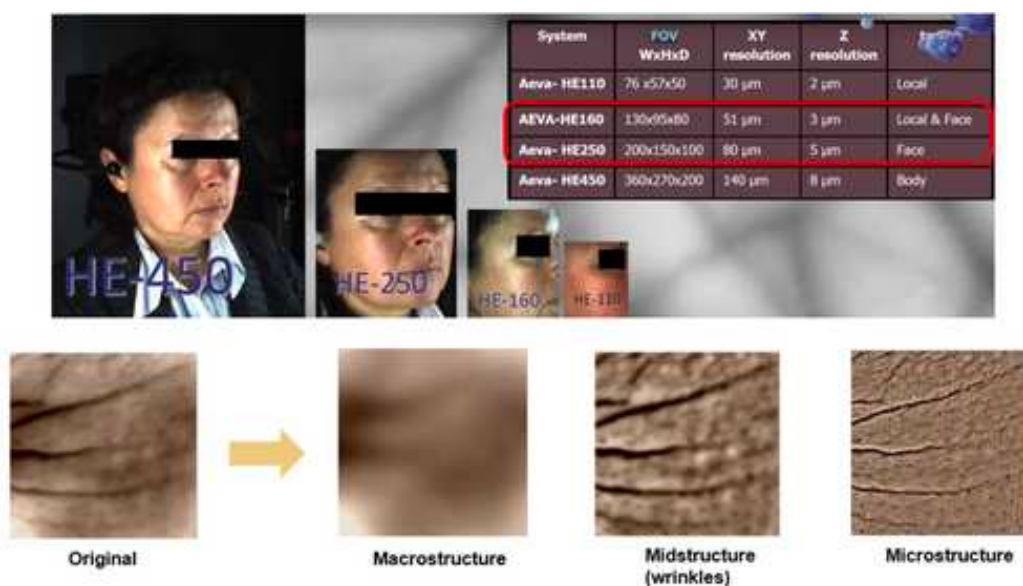 System FOV WxHxD XY resolution Z resolution
Aeva- HE110 76 x57x50 30 µm 2 µm Local
AEVA-HE160 130x95x80 51 µm 3 µm Local & Face
Aeva- HE250 200x150x100 80 µm 5 µm Face
Aeva- HE450 360x270x200 140 µm 8 µm Body
HE-450
HE-250
HE-160
HE-110
Original
Macrostructure
Midstructure
(wrinkles)
Microstructure